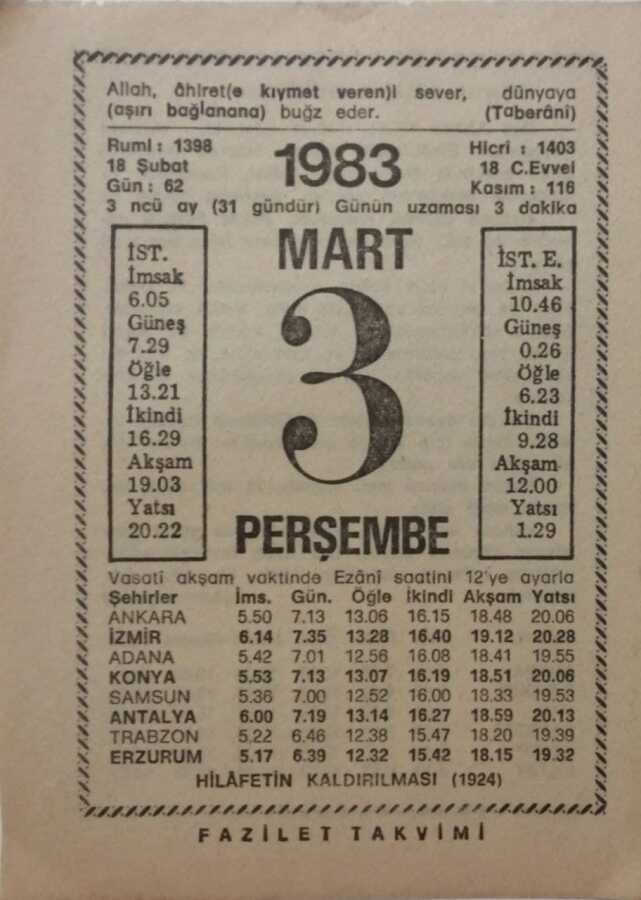 Allah, âhiret(e kıymet veren)i sever, dünyaya
(aşırı bağlanana) buğz eder. (Taberânî)
Rumi : 1398
18 Şubat
Gün : 62
1983
Hicri : 1403
18 C.Evvel
Kasım : 116
3 ncü ay (31 gündür) Günün uzaması 3 dakika
MART
3
PERŞEMBE
İST.
İmsak
6.05
Güneş
7.29
Öğle
13.21
İkindi
16.29
Akşam
19.03
Yatsı
20.22
İST. E.
İmsak
10.46
Güneş
0.26
Öğle
6.23
İkindi
9.28
Akşam
12.00
Yatsı
1.29
Vasatî akşam vaktinde Ezânî saatini 12'ye ayarla
Şehirler İms. Gün. Öğle İkindi Akşam Yatsı
ANKARA 5.50 7.13 13.06 16.15 18.48 20.06
İZMİR 6.14 7.35 13.28 16.40 19.12 20.28
ADANA 5.42 7.01 12.56 16.08 18.41 19.55
KONYA 5.53 7.13 13.07 16.19 18.51 20.06
SAMSUN 5.36 7.00 12.52 16.00 18.33 19.53
ANTALYA 6.00 7.19 13.14 16.27 18.59 20.13
TRABZON 5.22 6.46 12.38 15.47 18.20 19.39
ERZURUM 5.17 6.39 12.32 15.42 18.15 19.32
HİLÂFETİN KALDIRILMASI (1924)
FAZİLET TAKVİMİ